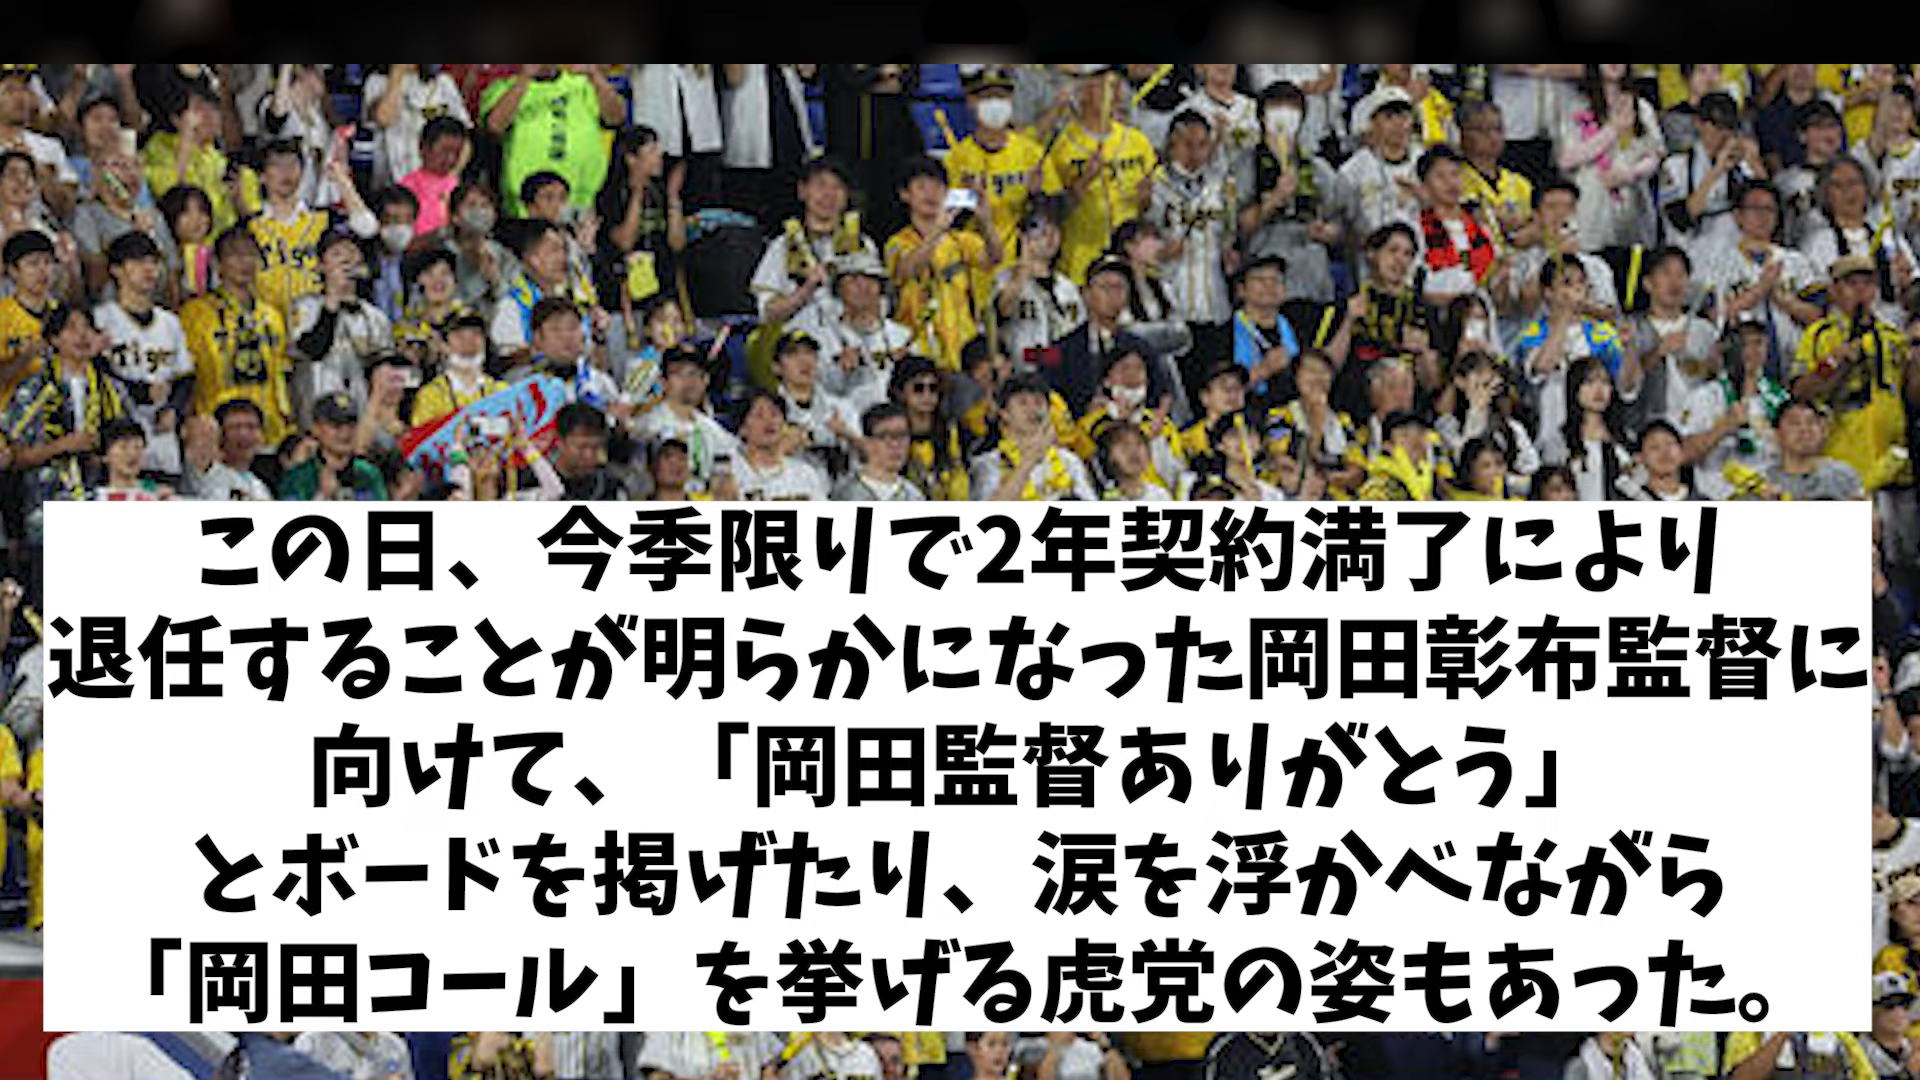 この日、今季限りで2年契約満了により
退任することが明らかになった岡田彰布監督に
向けて、「岡田監督ありがとう」
とボードを掲げたり、涙を浮かべながら
「岡田コール」を挙げる虎党の姿もあった。